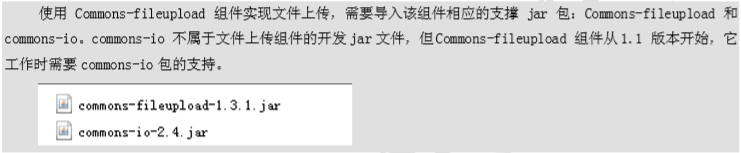 使用 Commons-fileupload 组件实现文件上传，需要导入该组件相应的支撑 jar 包：Commons-fileupload 和
commons-io。commons-io 不属于文件上传组件的开发 jar 文件，但Commons-fileupload 组件从1.1 版本开始，它
工作时需要 commons-io 包的支持。
commons-fileupload-1.3.1.jar
commons-io-2.4.jar